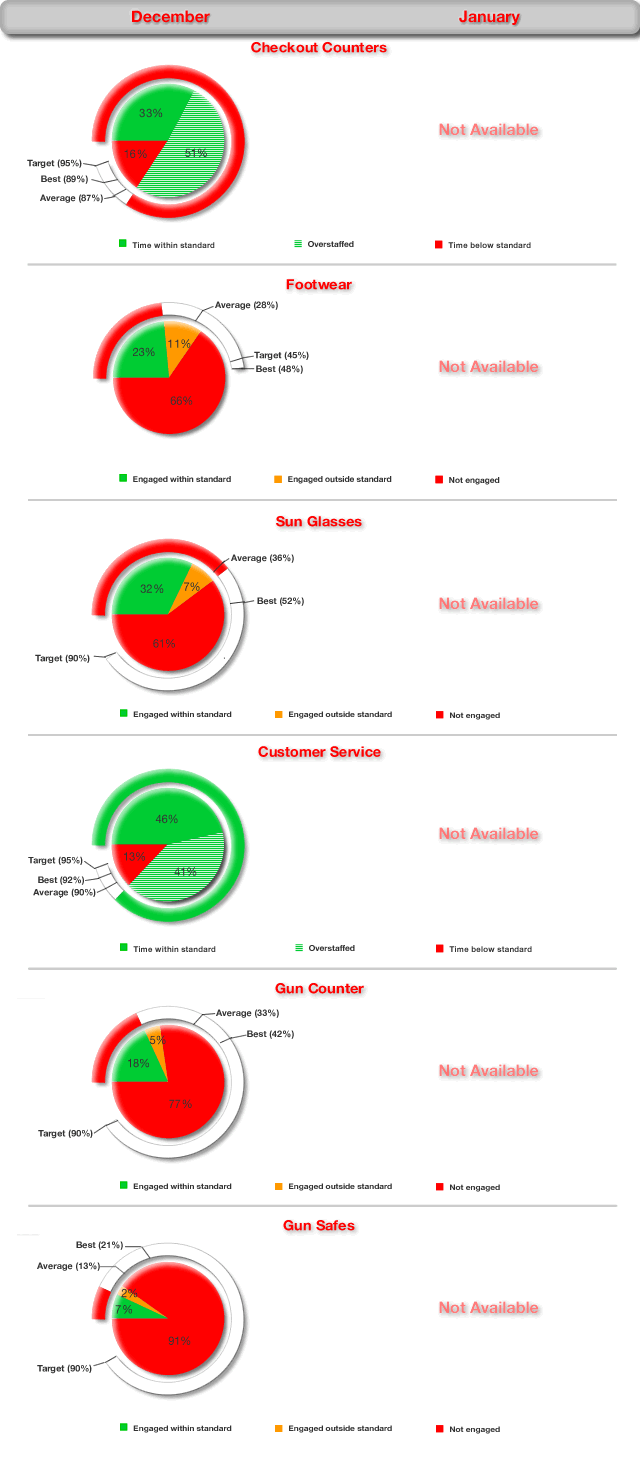 December January
Checkout Counters
33%
Not Available
16% 51%
Target (95%)
Best (89%)
Average (87%)
Time within standard Overstaffed Time below standard
Footwear
Average (28%)
23% 11%
Target (45%)
Not Available
Best (48%)
66%
Engaged within standard Engaged outside standard Not engaged
Sun Glasses
Average (36%)
32% 7%
Best (52%)
Not Available
61%
Target (90%)
Engaged within standard Engaged outside standard Not engaged
Customer Service
46%
Not Available
13%
Target (95%)
41%
Best (92%)
Average (90%)
Time within standard Overstaffed Time below standard
Gun Counter
Average (33%)
Best (42%)
5%
18%
Not Available
77%
Target (90%)
Engaged within standard Engaged outside standard Not engaged
Gun Safes
Best (21%)
Average (13%)
2%
7%
Not Available
91%
Target (90%)
Engaged within standard Engaged outside standard Not engaged